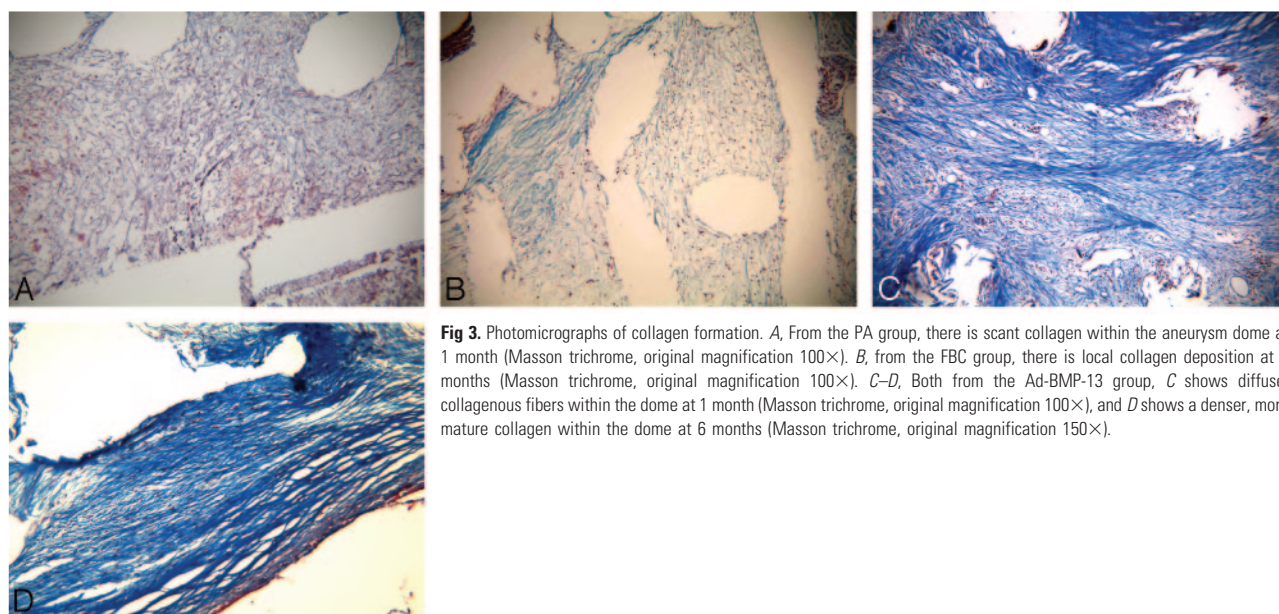 A
B
C
D
Fig 3. Photomicrographs of collagen formation. A, From the PA group, there is scant collagen within the aneurysm dome a
1 month (Masson trichrome, original magnification 100×). B, from the FBC group, there is local collagen deposition at
months (Masson trichrome, original magnification 100×). C–D, Both from the Ad-BMP-13 group, C shows diffuse
collagenous fibers within the dome at 1 month (Masson trichrome, original magnification 100×), and D shows a denser, mor
mature collagen within the dome at 6 months (Masson trichrome, original magnification 150×).